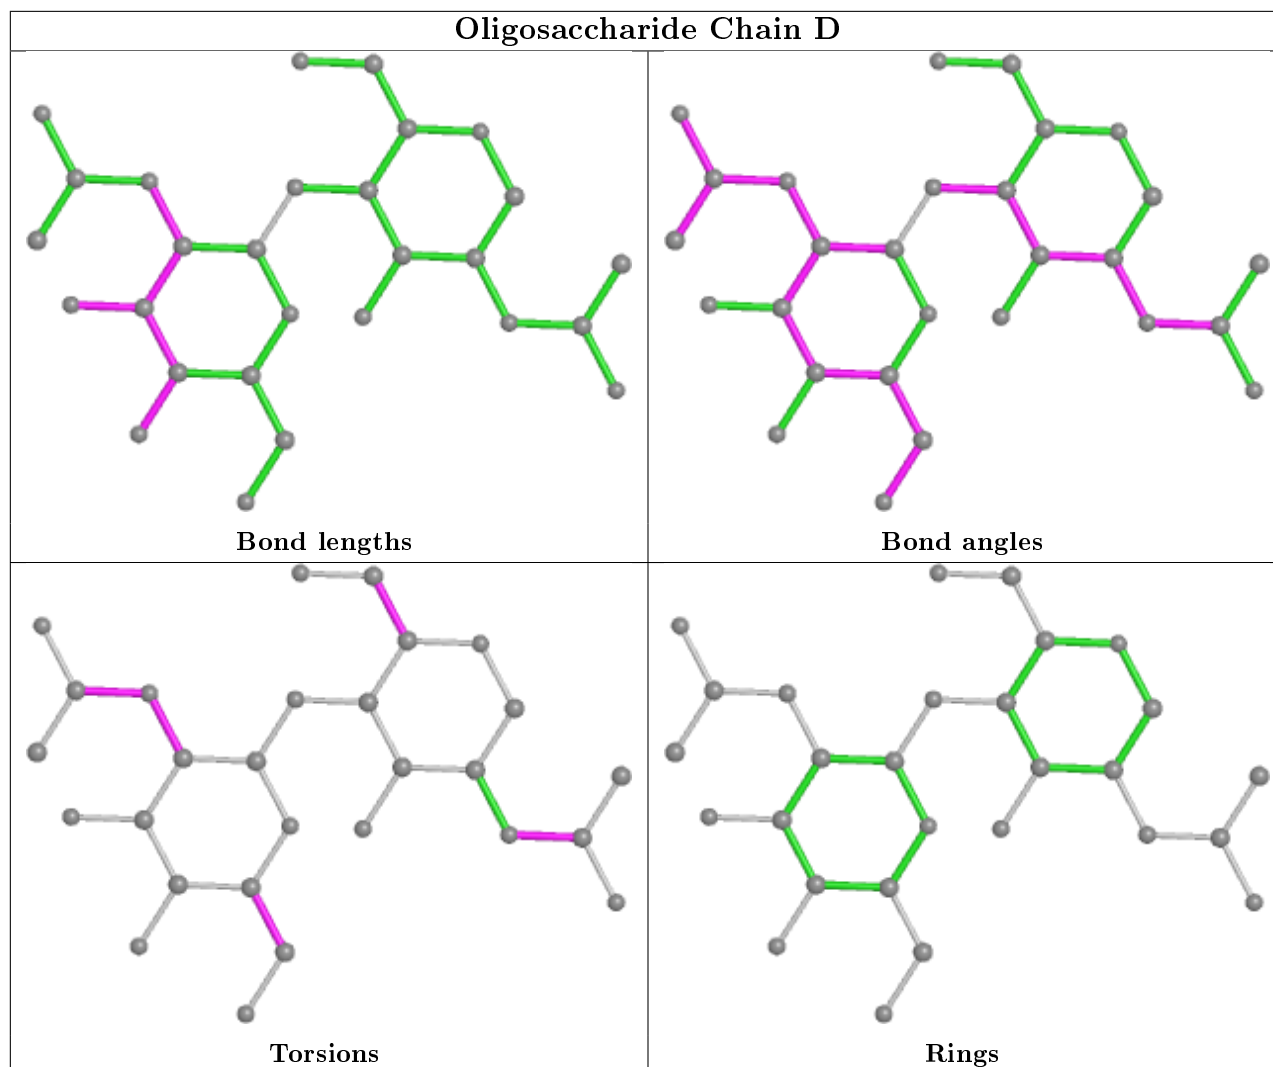 Oligosaccharide Chain D
Bond lengths
Bond angles
Torsions
Rings